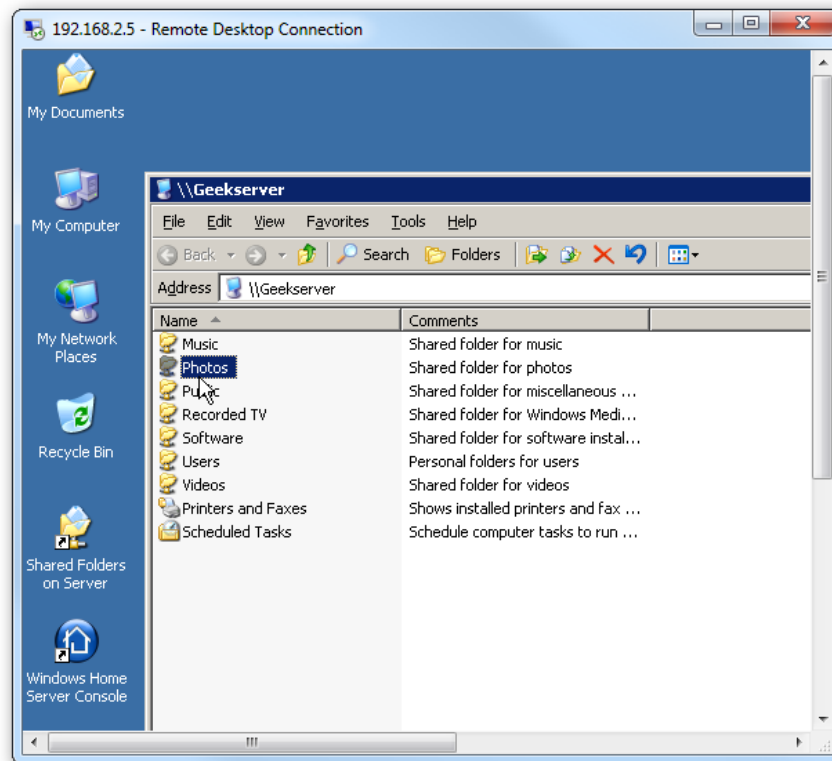 192.168.2.5 - Remote Desktop Connection
My Documents
My Computer
My Network
Places
Recycle Bin
Shared Folders
on Server
Windows Home
Server Console
\\Geekserver
File Edit View Favorites Tools Help
Back Search Folders
Address \\Geekserver
Name Comments
Music Shared folder for music
Photos Shared folder for photos
Public Shared folder for miscellaneous ...
Recorded TV Shared folder for Windows Medi...
Software Shared folder for software instal...
Users Personal folders for users
Videos Shared folder for videos
Printers and Faxes Shows installed printers and fax ...
Scheduled Tasks Schedule computer tasks to run ...